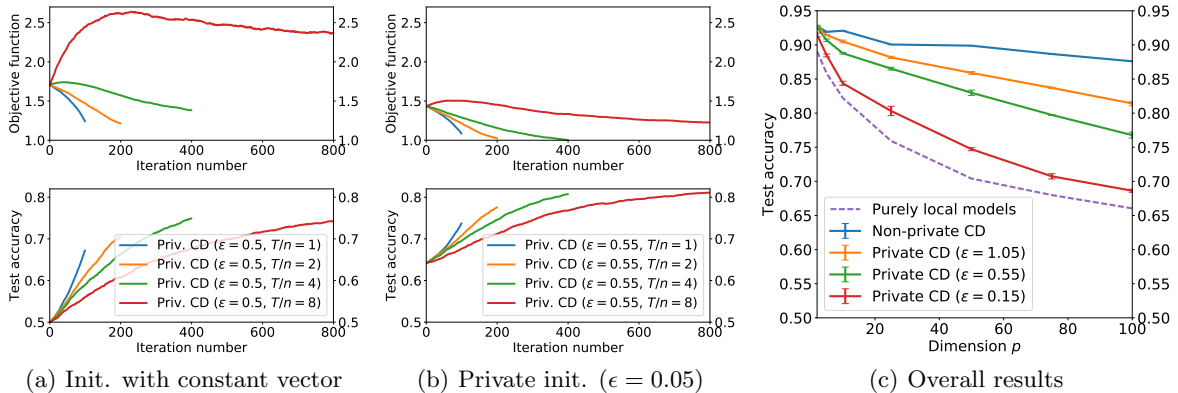 Objective function
2.5
2.0
1.5
1.0
2.5
2.0
1.5
1.0
0 200 400 600 800
Iteration number
Test accuracy
0.8
0.7
0.6
0.5
0.8
0.7
0.6
0.5
Priv. CD (ε = 0.5, T/n = 1)
Priv. CD (ε = 0.5, T/n = 2)
Priv. CD (ε = 0.5, T/n = 4)
Priv. CD (ε = 0.5, T/n = 8)
0 200 400 600 800
Iteration number
(a) Init. with constant vector
Objective function
2.5
2.0
1.5
1.0
2.5
2.0
1.5
1.0
0 200 400 600 800
Iteration number
Test accuracy
0.8
0.7
0.6
0.5
0.8
0.7
0.6
0.5
Priv. CD (ε = 0.55, T/n = 1)
Priv. CD (ε = 0.55, T/n = 2)
Priv. CD (ε = 0.55, T/n = 4)
Priv. CD (ε = 0.55, T/n = 8)
0 200 400 600 800
Iteration number
(b) Private init. (ϵ = 0.05)
Test accuracy
0.95
0.90
0.85
0.80
0.75
0.70
0.65
0.60
0.55
0.50
0.95
0.90
0.85
0.80
0.75
0.70
0.65
0.60
0.55
0.50
Purely local models
Non-private CD
Private CD (ε = 1.05)
Private CD (ε = 0.55)
Private CD (ε = 0.15)
20 40 60 80 100
Dimension p
(c) Overall results